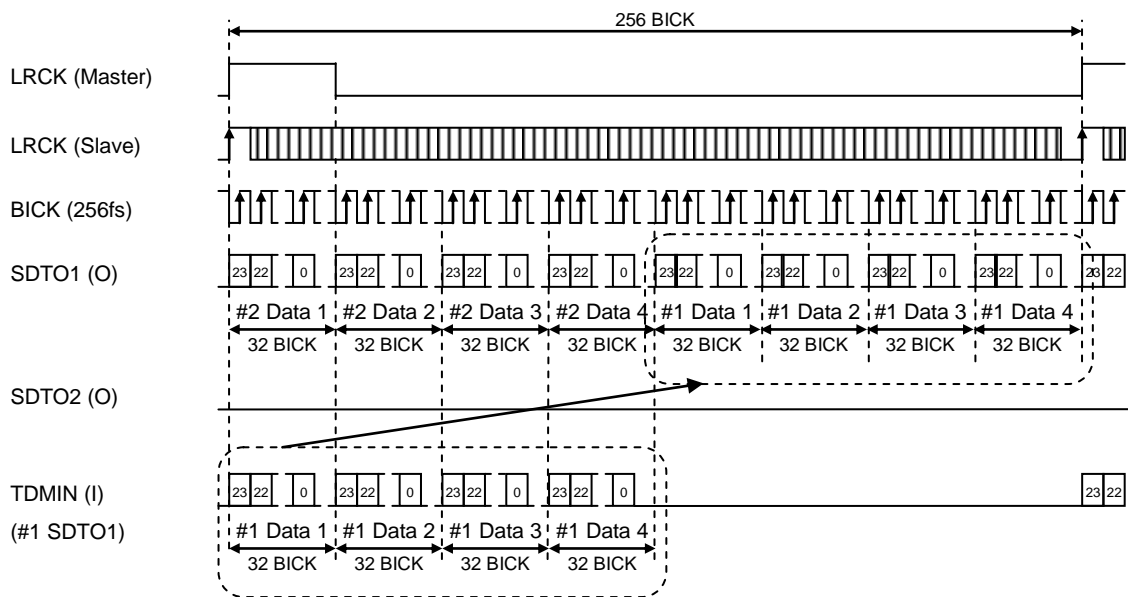 256 BICK
LRCK (Master)
LRCK (Slave)
BICK (256fs)
SDTO1 (O)
23 22 0 23 22 0 23 22 0 23 22 0 23 22 0 23 22 0 23 22 0 23 22 0 23 22
#2 Data 1 #2 Data 2 #2 Data 3 #2 Data 4 #1 Data 1 #1 Data 2 #1 Data 3 #1 Data 4
32 BICK 32 BICK 32 BICK 32 BICK 32 BICK 32 BICK 32 BICK 32 BICK
SDTO2 (O)
TDMIN (I)
23 22 0 23 22 0 23 22 0 23 22 0 23 22
(#1 SDTO1)
#1 Data 1 #1 Data 2 #1 Data 3 #1 Data 4
32 BICK 32 BICK 32 BICK 32 BICK